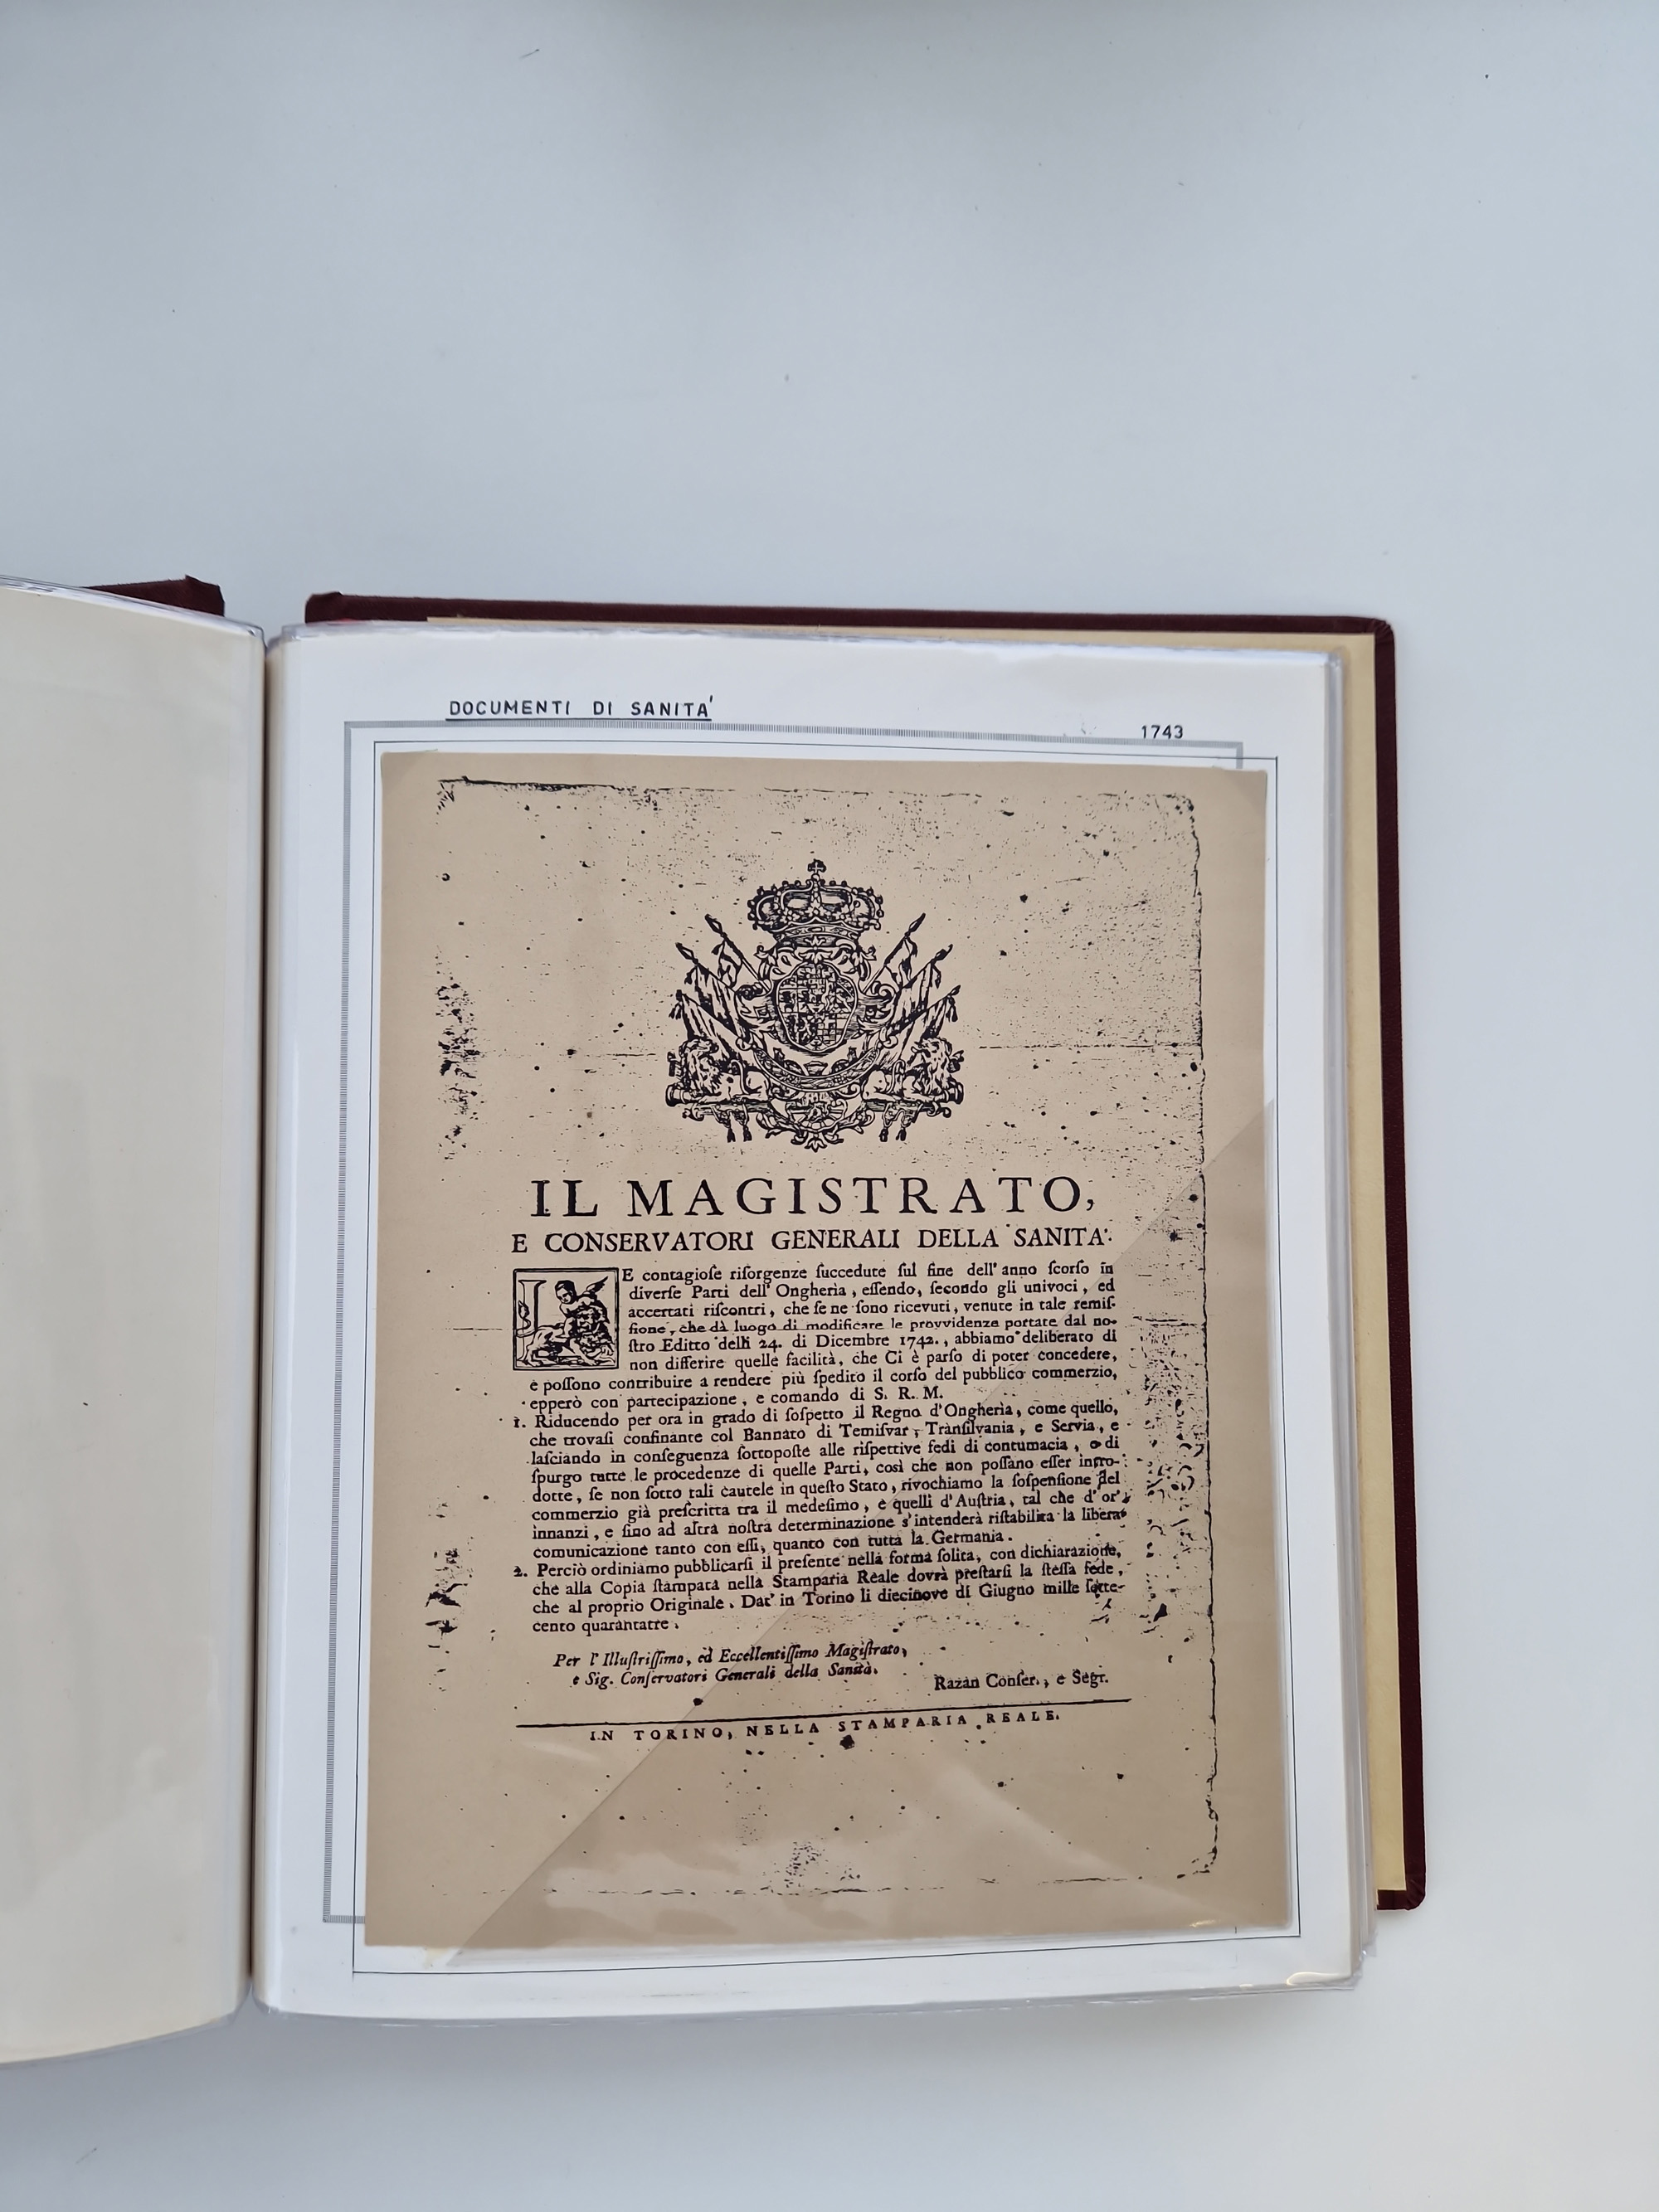 DOCUMENTI DI SANITA'
1743
IL MAGISTRATO,
E CONSERVATORI GENERALI DELLA SANITA'.
LE contagioſe riſorgenze ſuccedute ſul fine dell' anno ſcorſo in
diverſe Parti dell' Ongheria, eſſendo, ſecondo gli univoci, ed
accertati riſcontri, che ſe ne ſono ricevuti, venute in tale remiſ-
ſione, che dà luogo di modificare le provvidenze portate dal no-
ſtro Editto delli 24. di Dicembre 1742., abbiamo deliberato di
non differire quelle facilità, che Ci è parſo di poter concedere,
e poſſono contribuire a rendere più ſpedito il corſo del pubblico commercio,
epperò con partecipazione, e comando di S. R. M.
1. Riducendo per ora in grado di ſoſpetto il Regno d'Ongheria, come quello,
che trovaſi confinante col Bannato di Temiſvar, Tranſilvania, e Servia, e
laſciando in conſeguenza ſottopoſte alle riſpettive fedi di contumacia, o di
ſpurgo tutte le procedenze di quelle Parti, così che non poſſano eſſer intro-
dotte, ſe non ſotto tali cautele in queſto Stato, rivochiamo la ſoſpenſione del
commercio già preſcritta tra il medeſimo, e quelli d'Auſtria, tal che d' or'
innanzi, e ſino ad altra noſtra determinazione s'intenderà riſtabilita la libera
comunicazione tanto con eſſi, quanto con tutta la Germania.
2. Perciò ordiniamo pubblicarſi il preſente nella forma ſolita, con dichiarazione,
che alla Copia ſtampata nella Stamparia Reale dovrà preſtarſi la ſteſſa fede,
che al proprio Originale. Dat' in Torino li diecinove di Giugno mille ſette-
cento quarantatre.
Per l' Illuſtriſſimo, ed Eccellentiſſimo Magiſtrato,
e Sig. Conſervatori Generali della Sanità.
Razan Conſer., e Segr.
IN TORINO, NELLA STAMPARIA REALE.